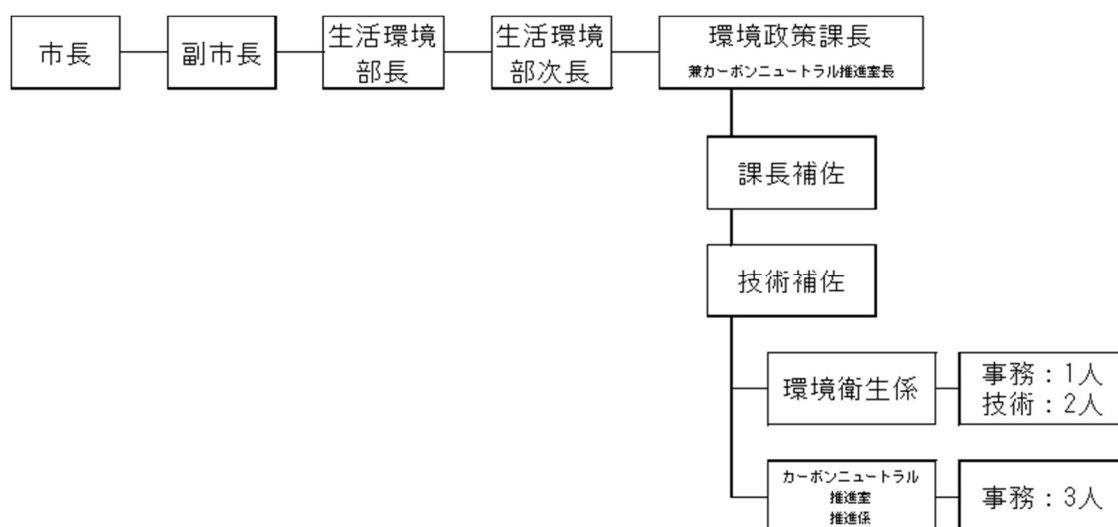 市長
副市長
生活環境
部長
生活環境
部次長
環境政策課長
兼カーボンニュートラル推進室長
課長補佐
技術補佐
環境衛生係
事務：1人
技術：2人
カーボンニュートラル
推進室
推進係
事務：3人